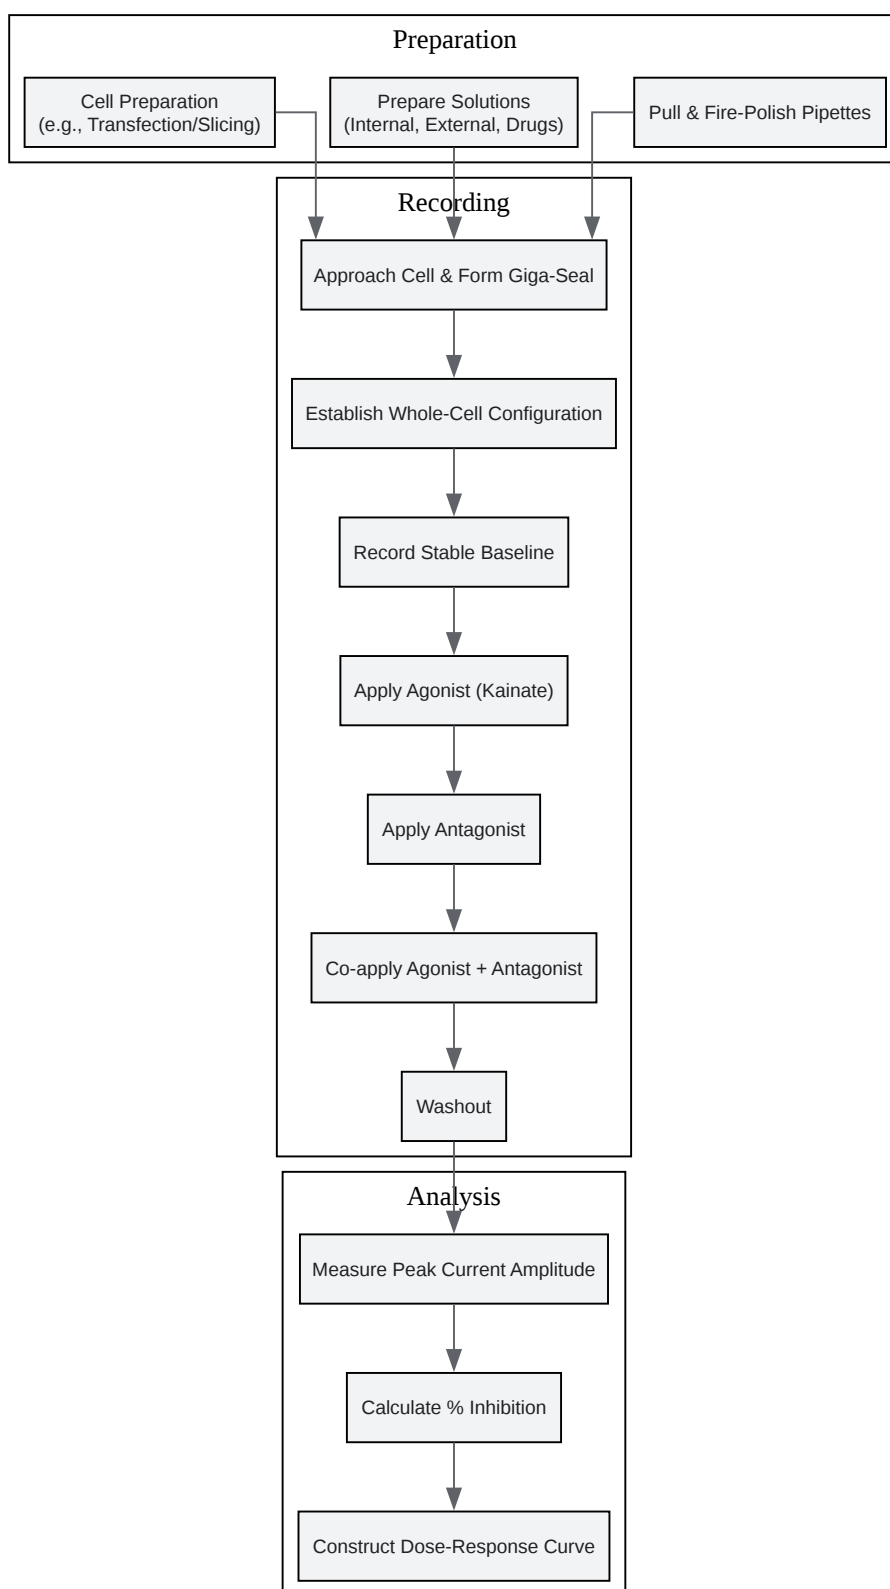 Preparation
Cell Preparation
(e.g., Transfection/Slicing)
Prepare Solutions
(Internal, External, Drugs)
Pull & Fire-Polish Pipettes
Recording
Approach Cell & Form Giga-Seal
Establish Whole-Cell Configuration
Record Stable Baseline
Apply Agonist (Kainate)
Apply Antagonist
Co-apply Agonist + Antagonist
Washout
Analysis
Measure Peak Current Amplitude
Calculate % Inhibition
Construct Dose-Response Curve